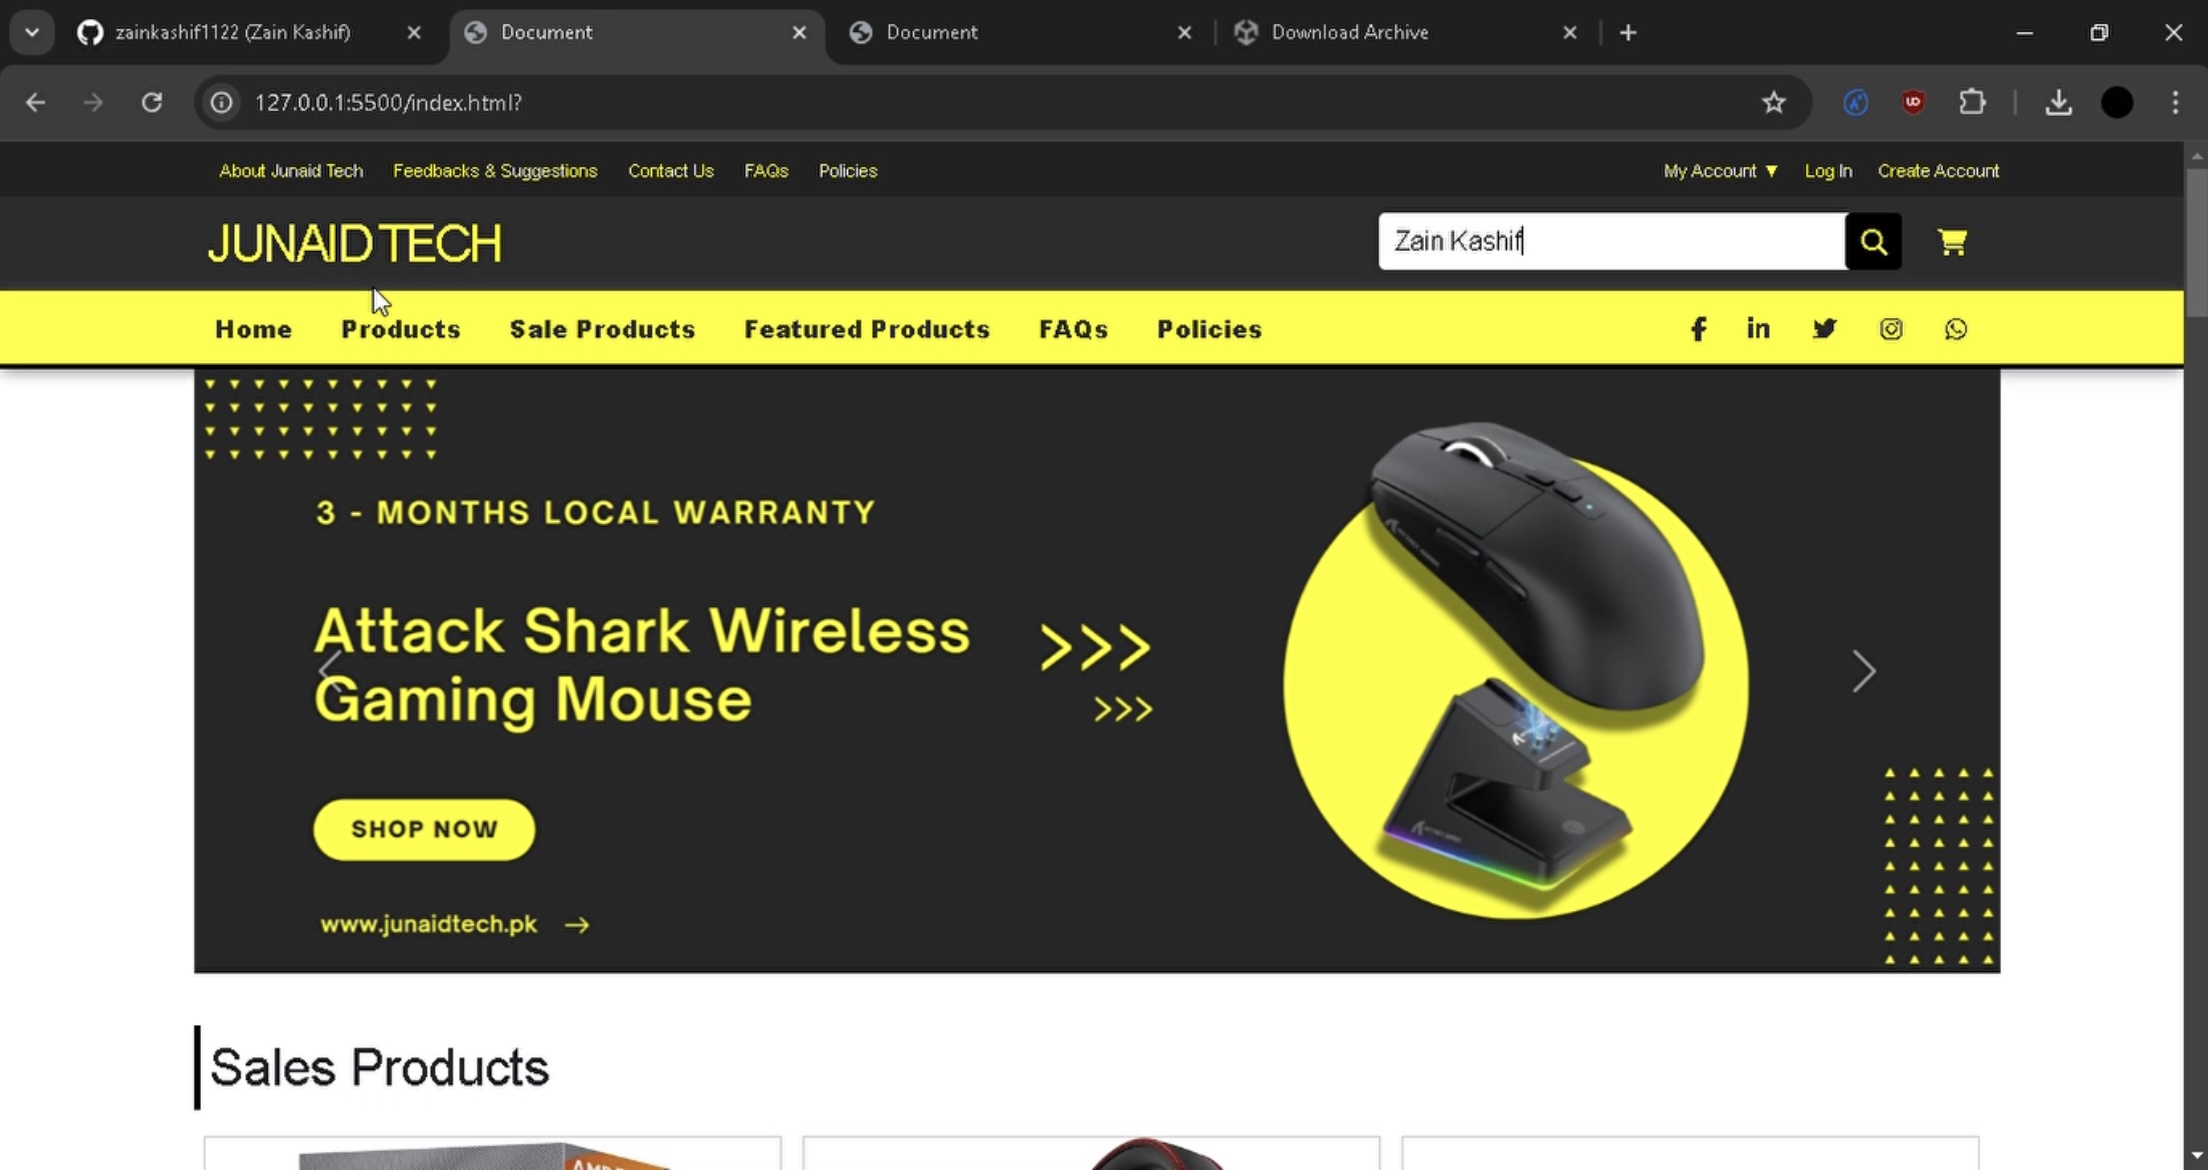 zainkashif1122 (Zain Kashif)
Document
Document
Download Archive
127.0.0.1:5500/index.html?
About Junaid Tech Feedbacks & Suggestions Contact Us FAQs Policies
My Account ▼ Log In Create Account
JUNAID TECH
Zain Kashif
Home Products Sale Products Featured Products FAQs Policies
3 - MONTHS LOCAL WARRANTY
Attack Shark Wireless
Gaming Mouse
>>>
>>>
SHOP NOW
www.junaidtech.pk →
Sales Products